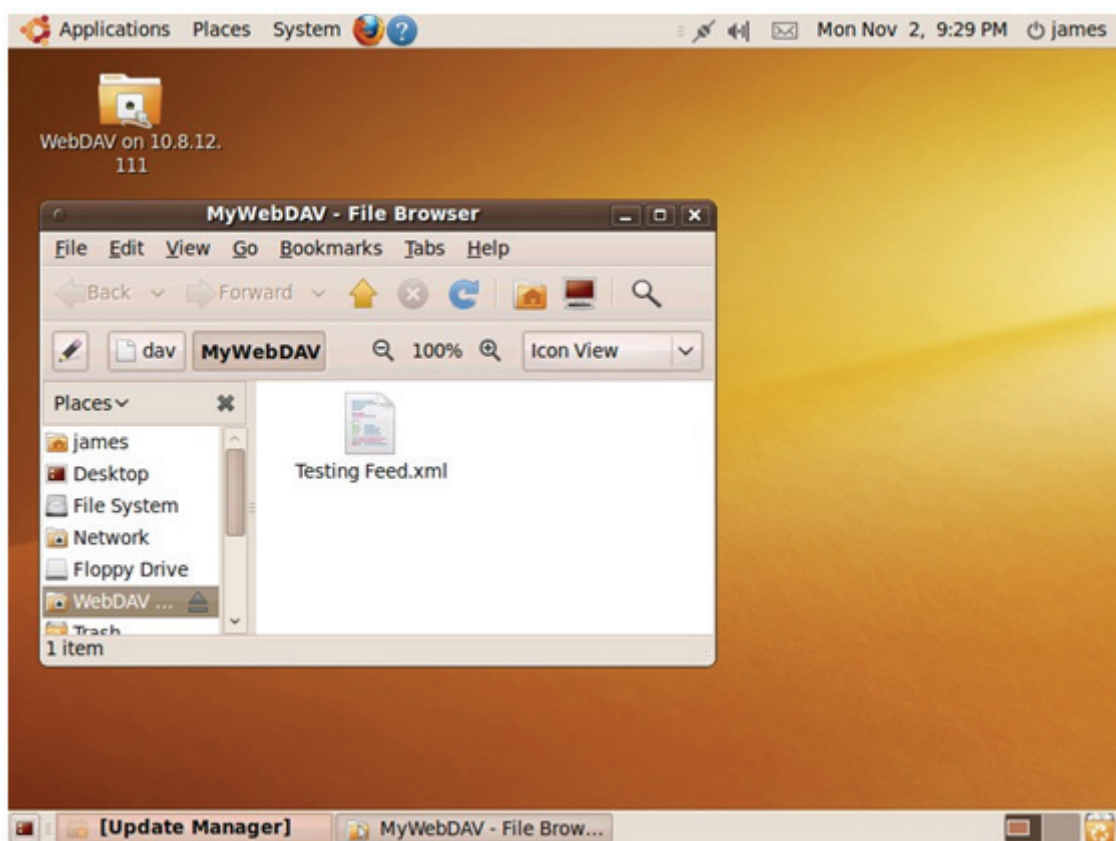 Applications Places System ? Mon Nov 2, 9:29 PM james
WebDAV on 10.8.12.
111
MyWebDAV - File Browser
File Edit View Go Bookmarks Tabs Help
Back Forward
dav MyWebDAV 100% Icon View
Places
james
Desktop
File System
Network
Floppy Drive
WebDAV ...
Trash
Testing Feed.xml
1 item
[Update Manager] MyWebDAV - File Brow...